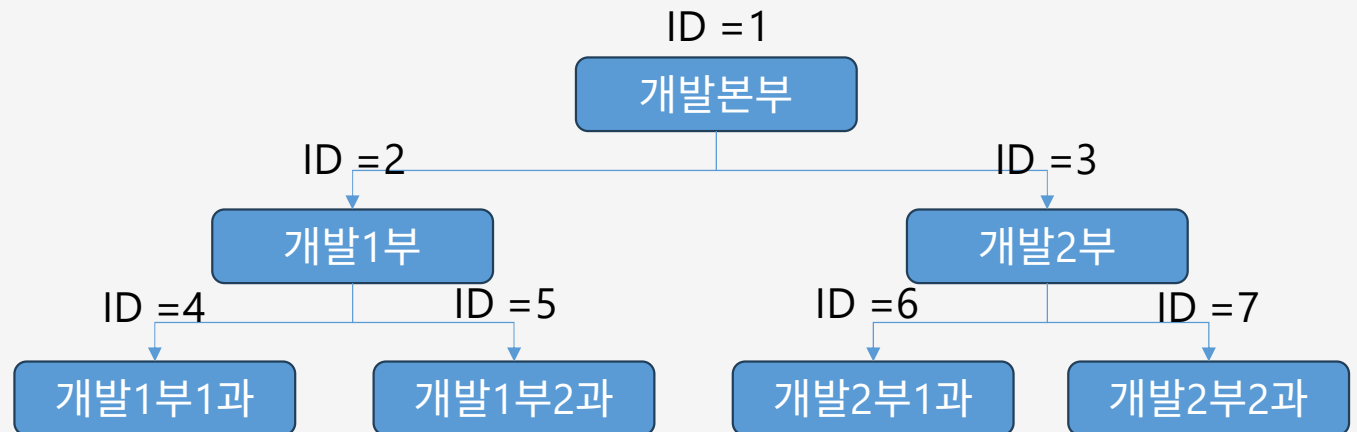 ID =1
개발본부
ID =2
ID =3
개발1부
개발2부
ID =4
ID =5
ID =6
ID =7
개발1부1과
개발1부2과
개발2부1과
개발2부2과